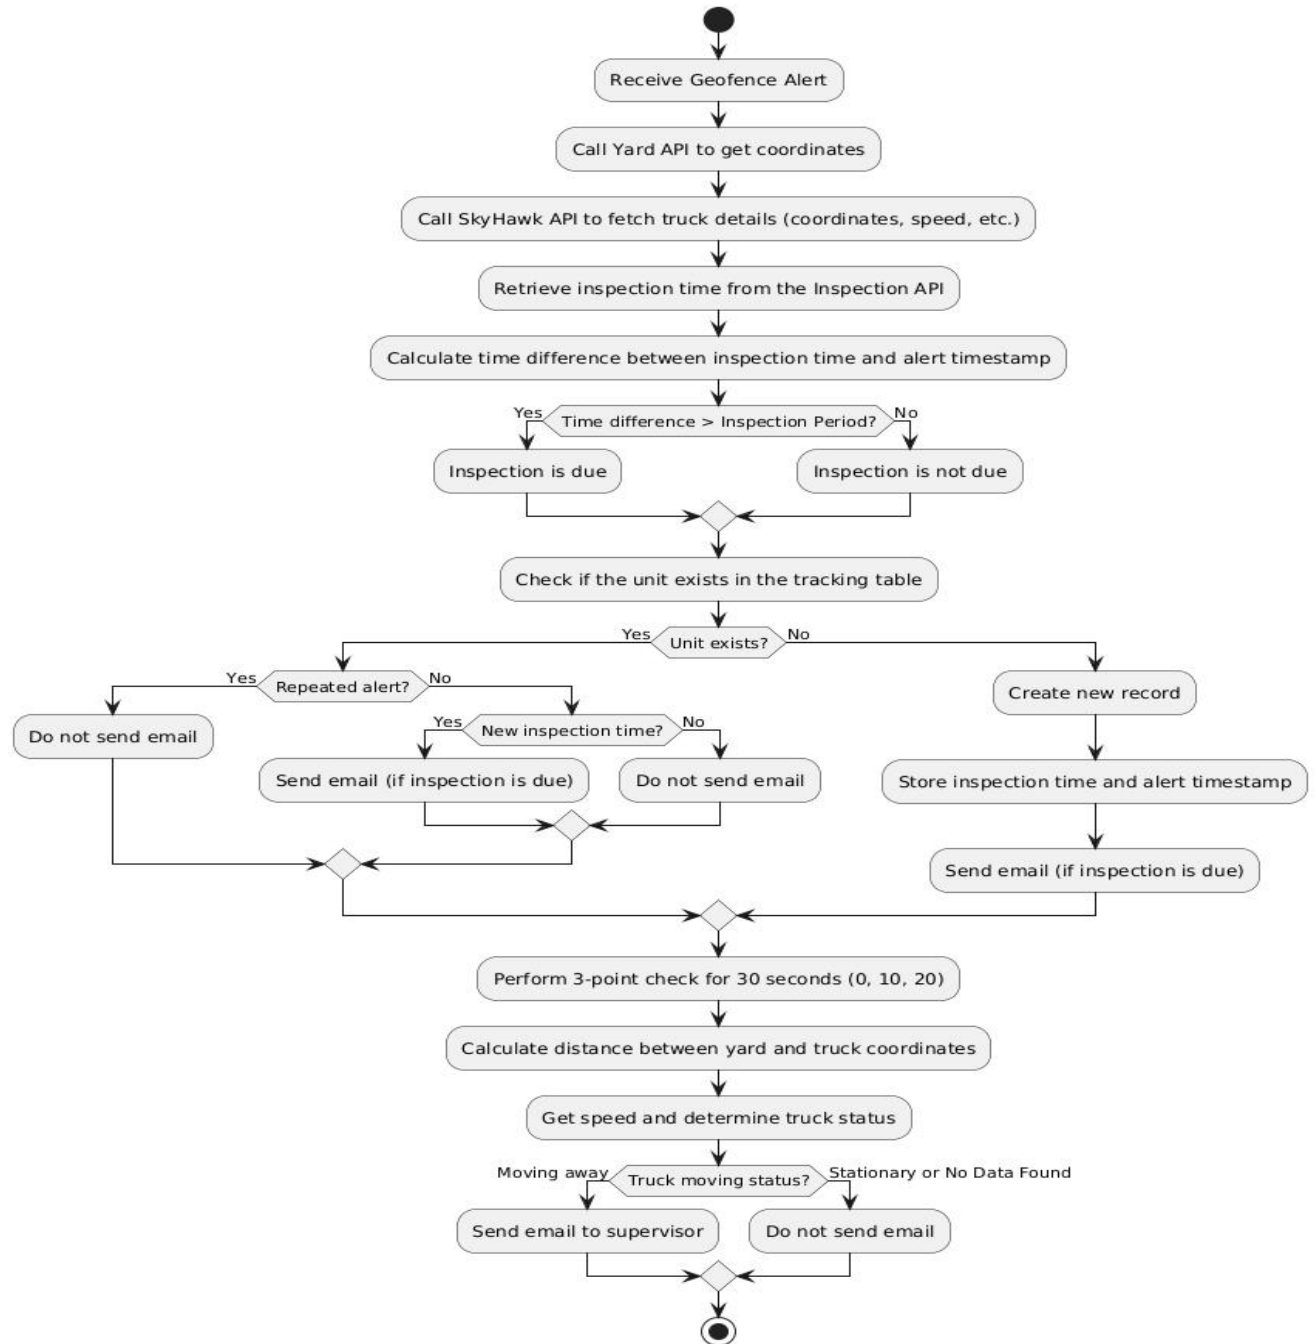 Receive Geofence Alert
Call Yard API to get coordinates
Call SkyHawk API to fetch truck details (coordinates, speed, etc.)
Retrieve inspection time from the Inspection API
Calculate time difference between inspection time and alert timestamp
Yes
Time difference > Inspection Period?
No
Inspection is due
Inspection is not due
Check if the unit exists in the tracking table
Yes
Unit exists?
No
Yes
Repeated alert?
No
Create new record
Do not send email
Yes
New inspection time?
No
Send email (if inspection is due)
Do not send email
Store inspection time and alert timestamp
Send email (if inspection is due)
Perform 3-point check for 30 seconds (0, 10, 20)
Calculate distance between yard and truck coordinates
Get speed and determine truck status
Moving away
Truck moving status?
Stationary or No Data Found
Send email to supervisor
Do not send email